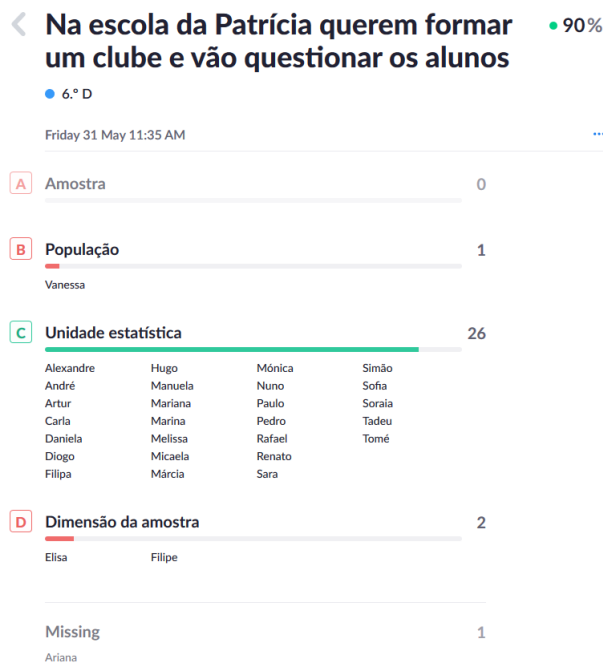 Na escola da Patrícia querem formar um clube e vão questionar os alunos
90%
6.º D
Friday 31 May 11:35 AM
...
A Amostra 0
B População 1
Vanessa
C Unidade estatística 26
Alexandre Hugo Mónica Simão
André Manuela Nuno Sofia
Artur Mariana Paulo Soraia
Carla Marina Pedro Tadeu
Daniela Melissa Rafael Tomé
Diogo Micaela Renato
Filipa Márcia Sara
D Dimensão da amostra 2
Elisa Filipe
Missing 1
Ariana